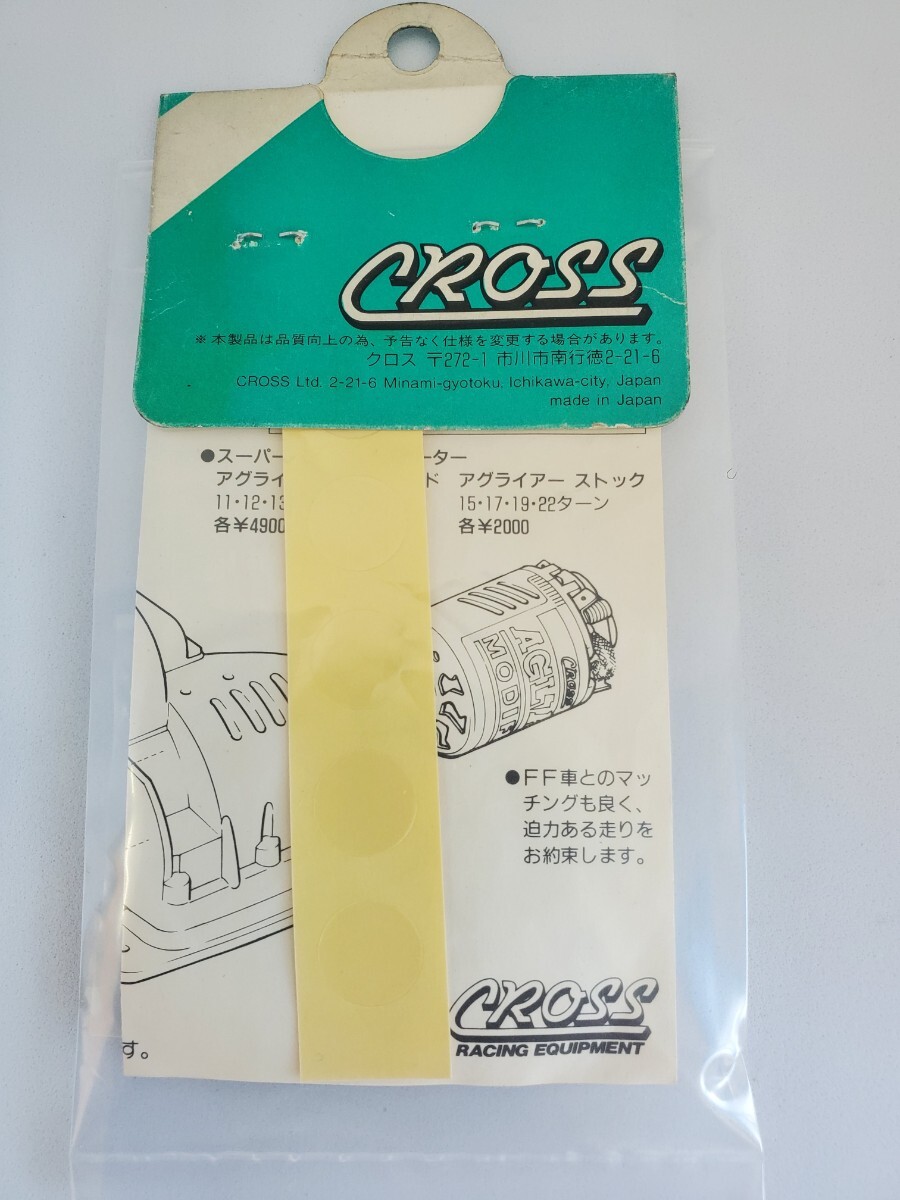 CROSS
※本製品は品質向上の為、予告なく仕様を変更する場合があります。
クロス 〒272-1 市川市南行徳2-21-6
CROSS Ltd. 2-21-6 Minami-gyotoku, Ichikawa-city, Japan
made in Japan
●スーパー ーター
アグライ ド アグライアー ストック
11・12・13 15・17・19・22ターン
各¥4900 各¥2000
CROSS
●FF車とのマッ
チングも良く、
迫力ある走りを
お約束します。
CROSS
RACING EQUIPMENT
す。